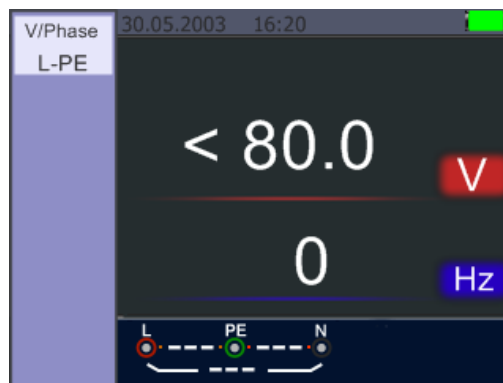 V/Phase
L-PE
30.05.2003 16:20
< 80.0
V
0
Hz
L PE N
--- ---
---